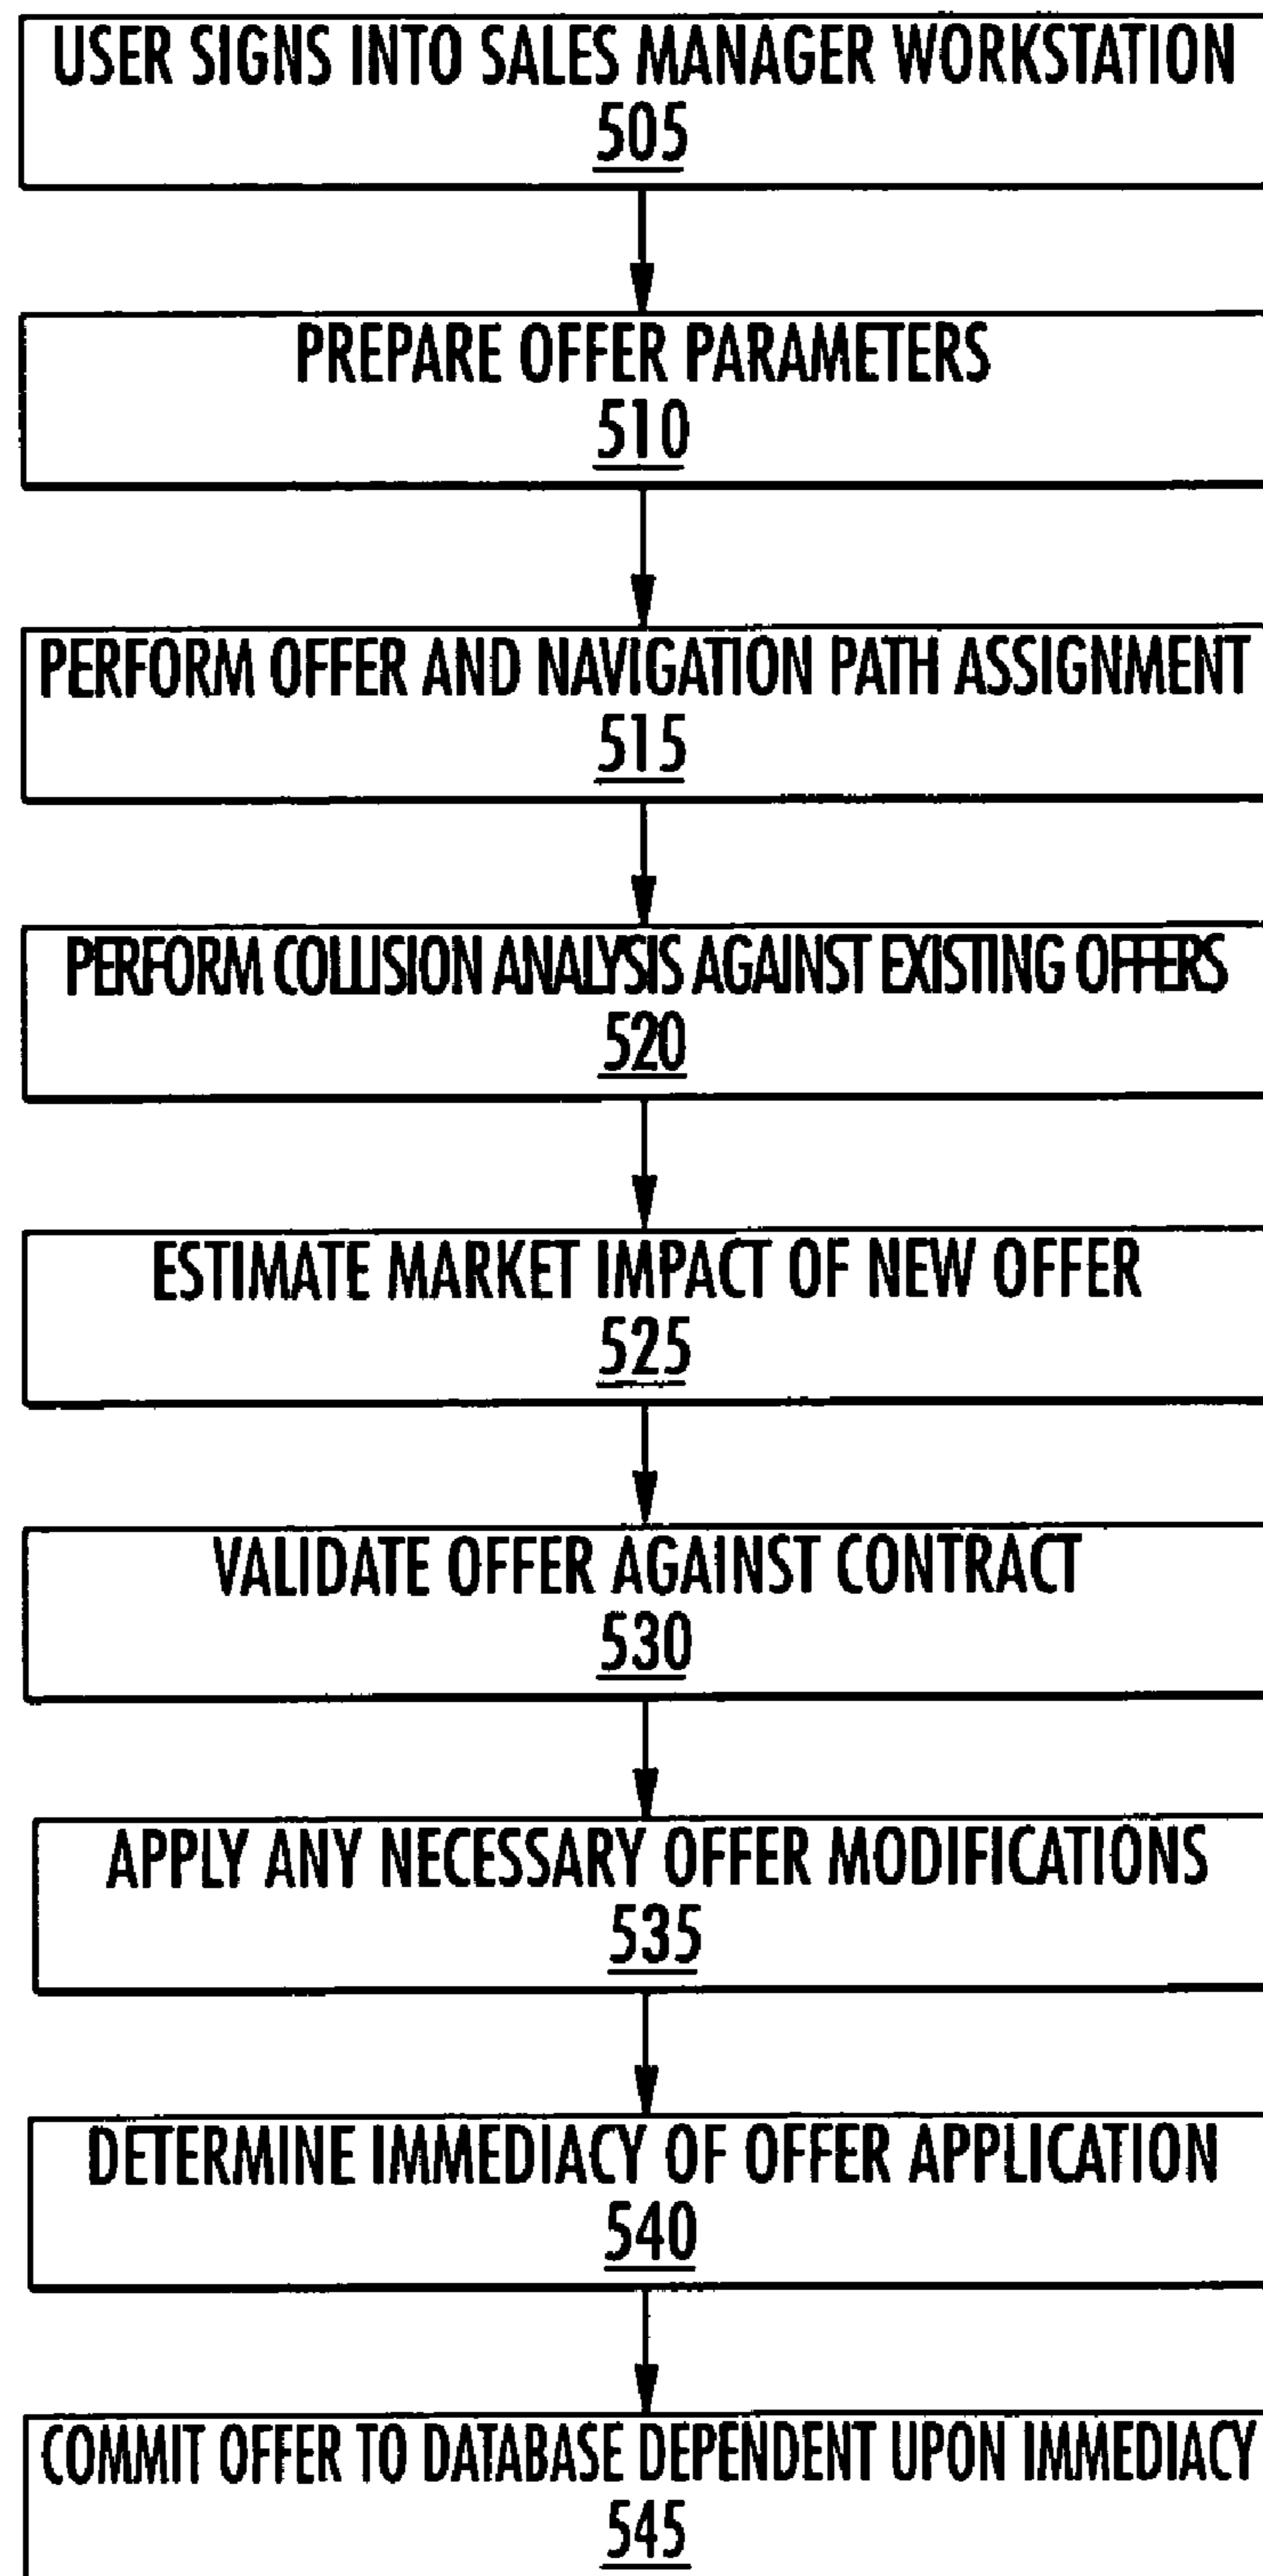 USER SIGNS INTO SALES MANAGER WORKSTATION
505
PREPARE OFFER PARAMETERS
510
PERFORM OFFER AND NAVIGATION PATH ASSIGNMENT
515
PERFORM COLLISION ANALYSIS AGAINST EXISTING OFFERS
520
ESTIMATE MARKET IMPACT OF NEW OFFER
525
VALIDATE OFFER AGAINST CONTRACT
530
APPLY ANY NECESSARY OFFER MODIFICATIONS
535
DETERMINE IMMEDIACY OF OFFER APPLICATION
540
COMMIT OFFER TO DATABASE DEPENDENT UPON IMMEDIACY
545